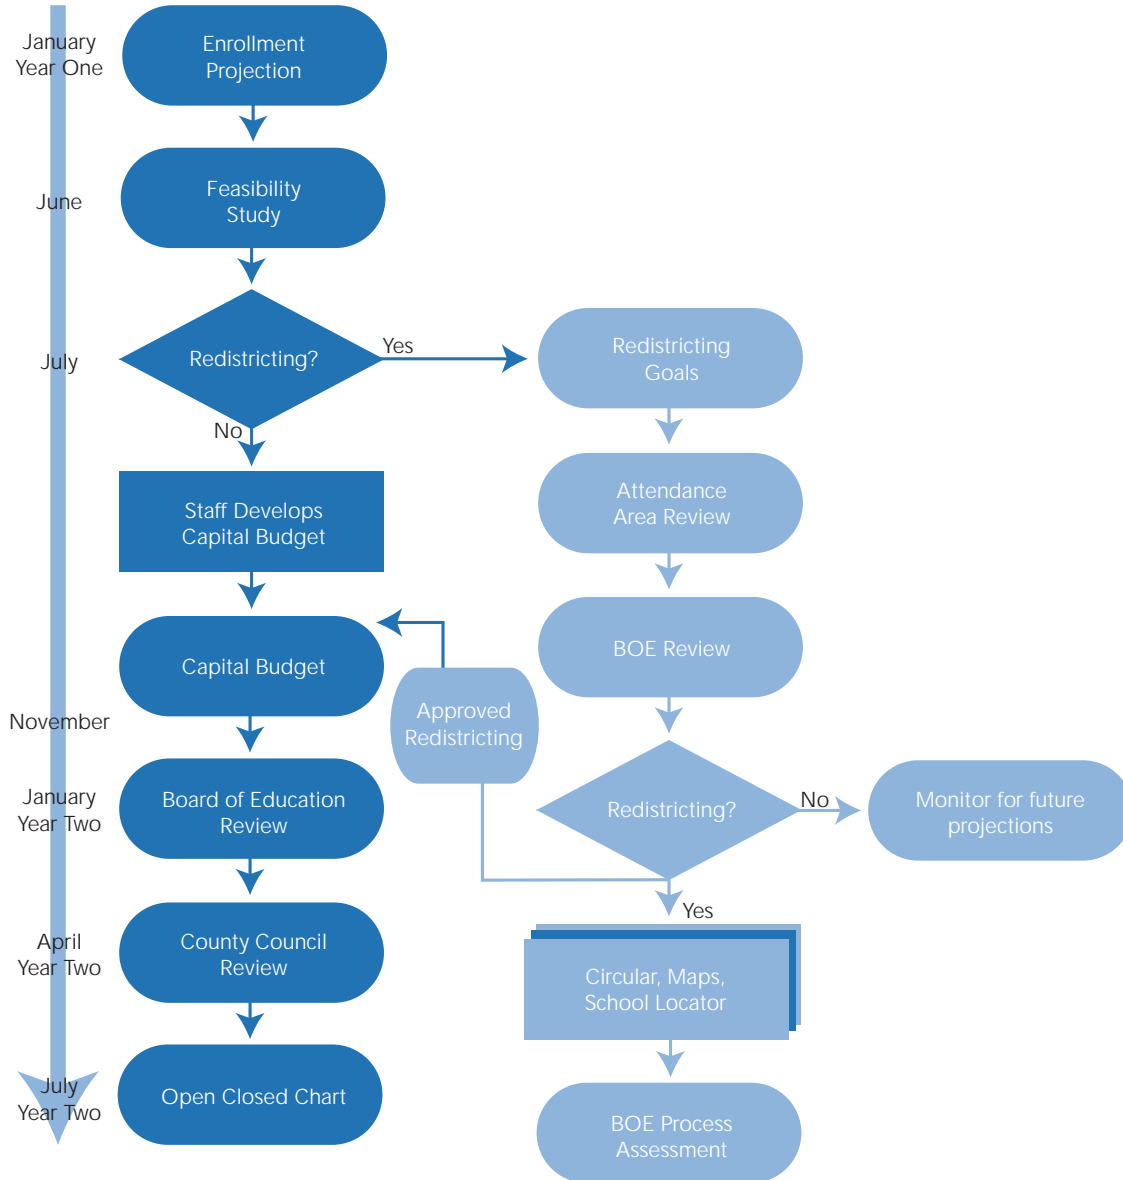 January
Year One
Enrollment
Projection
June
Feasibility
Study
July
Redistricting?
Yes
Redistricting
Goals
No
Staff Develops
Capital Budget
Attendance
Area Review
Capital Budget
BOE Review
November
Approved
Redistricting
January
Year Two
Board of Education
Review
Redistricting?
No
Monitor for future
projections
Yes
April
Year Two
County Council
Review
Circular, Maps,
School Locator
July
Year Two
Open Closed Chart
BOE Process
Assessment